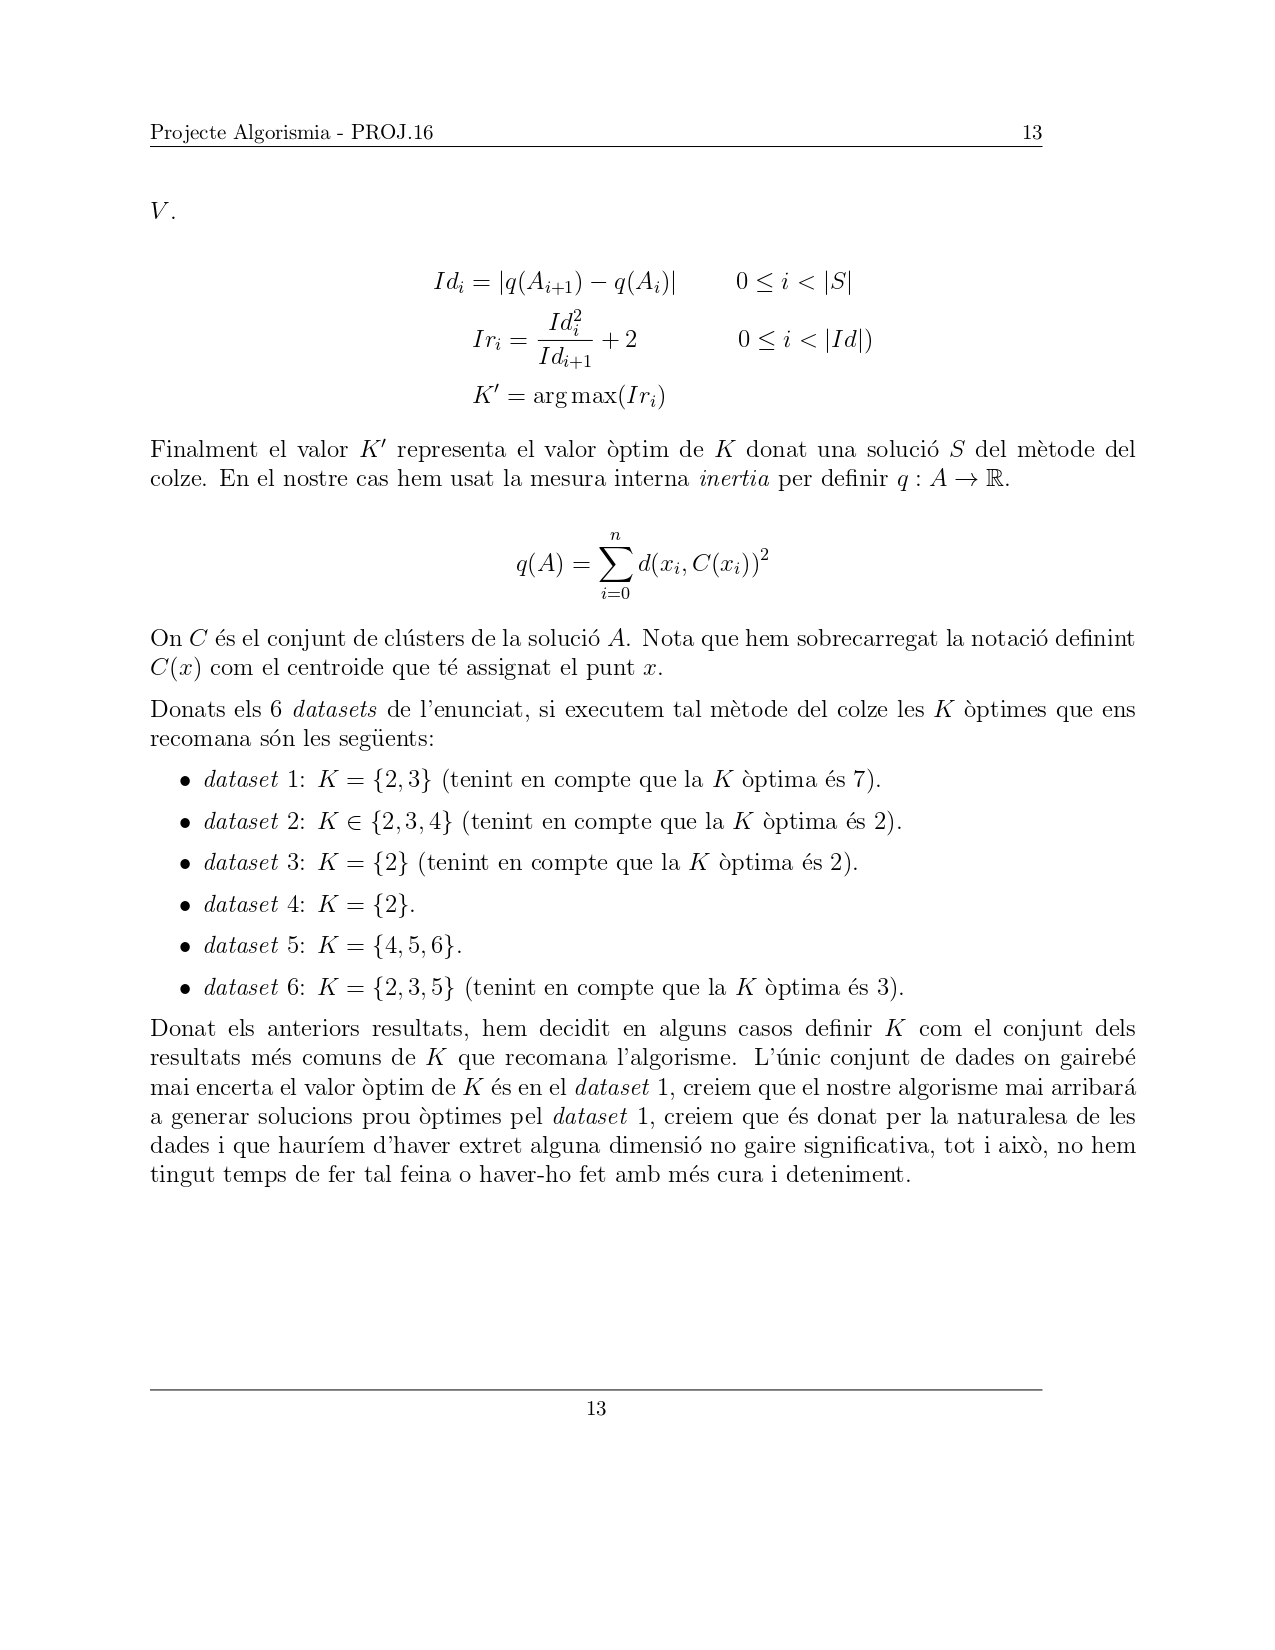 Projecte Algorismia - PROJ.16 13
V.
Id_i = |q(A_{i+1}) − q(A_i)| 0 ≤ i < |S|
Ir_i = \frac{Id_i^2}{Id_{i+1}} + 2 0 ≤ i < |Id|)
K′ = arg max(Ir_i)
Finalment el valor K′ representa el valor òptim de K donat una solució S del mètode del
colze. En el nostre cas hem usat la mesura interna inertia per definir q : A → ℝ.
q(A) = \sum_{i=0}^{n} d(x_i, C(x_i))^2
On C és el conjunt de clústers de la solució A. Nota que hem sobrecarregat la notació definint
C(x) com el centroide que té assignat el punt x.
Donats els 6 datasets de l'enunciat, si executem tal mètode del colze les K òptimes que ens
recomana són les següents:
• dataset 1: K = {2, 3} (tenint en compte que la K òptima és 7).
• dataset 2: K ∈ {2, 3, 4} (tenint en compte que la K òptima és 2).
• dataset 3: K = {2} (tenint en compte que la K òptima és 2).
• dataset 4: K = {2}.
• dataset 5: K = {4, 5, 6}.
• dataset 6: K = {2, 3, 5} (tenint en compte que la K òptima és 3).
Donat els anteriors resultats, hem decidit en alguns casos definir K com el conjunt dels
resultats més comuns de K que recomana l'algorisme. L'únic conjunt de dades on gairebé
mai encerta el valor òptim de K és en el dataset 1, creiem que el nostre algorisme mai arribará
a generar solucions prou òptimes pel dataset 1, creiem que és donat per la naturalesa de les
dades i que hauríem d'haver extret alguna dimensió no gaire significativa, tot i això, no hem
tingut temps de fer tal feina o haver-ho fet amb més cura i deteniment.
13